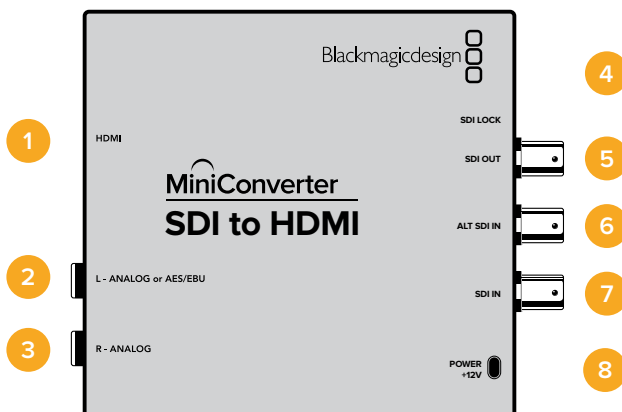 Blackmagicdesign
4
SDI LOCK
1
HDMI
SDI OUT
5
MiniConverter
SDI to HDMI
ALT SDI IN
6
2
L - ANALOG or AES/EBU
SDI IN
7
3
R - ANALOG
POWER
+12V
8